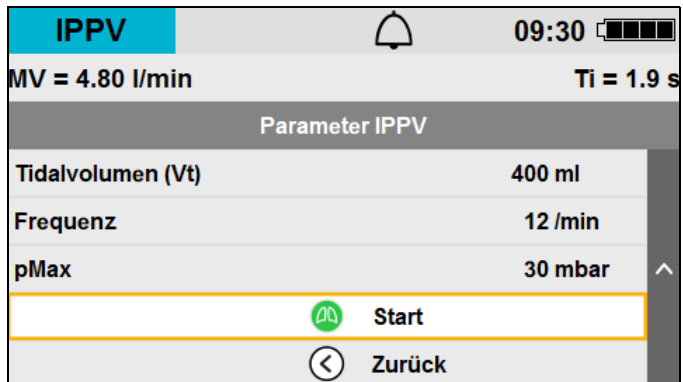 IPPV 09:30
MV = 4.80 l/min Ti = 1.9 s
Parameter IPPV
Tidalvolumen (Vt) 400 ml
Frequenz 12 /min
pMax 30 mbar
Start
Zurück